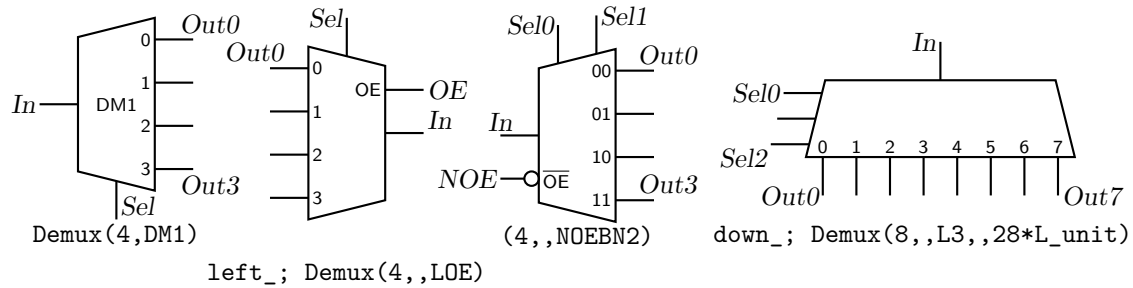 Out0
0
1
In
DM1
2
3
Out3
Sel
Demux(4,DM1)
Sel
Out0
0
OE
OE
1
In
2
3
left_; Demux(4,,LOE)
Sel0
Sel1
Out0
00
01
In
10
NOE
OE
Out3
11
(4,,NOEBN2)
In
Sel0
Sel2
0 1 2 3 4 5 6 7
Out0
Out7
down_; Demux(8,,L3,,28*L_unit)